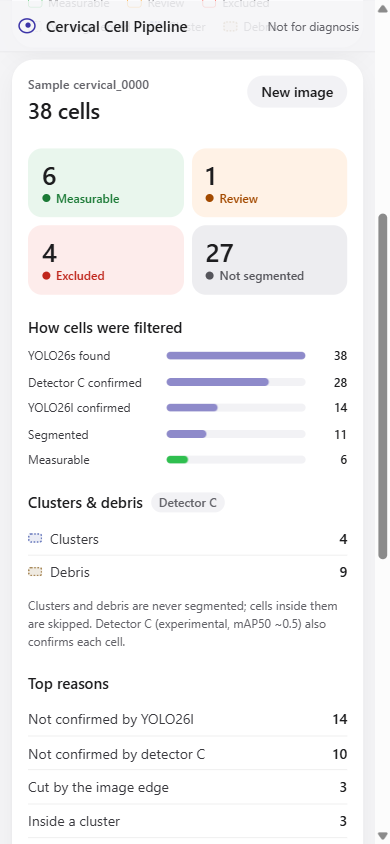 Measurable
Review
Excluded
Cervical Cell Pipeline
Not for diagnosis
Sample cervical_0000
38 cells
New image
6
Measurable
1
Review
4
Excluded
27
Not segmented
How cells were filtered
YOLO26s found 38
Detector C confirmed 28
YOLO26l confirmed 14
Segmented 11
Measurable 6
Clusters & debris Detector C
Clusters 4
Debris 9
Clusters and debris are never segmented; cells inside them
are skipped. Detector C (experimental, mAP50 ~0.5) also
confirms each cell.
Top reasons
Not confirmed by YOLO26l 14
Not confirmed by detector C 10
Cut by the image edge 3
Inside a cluster 3